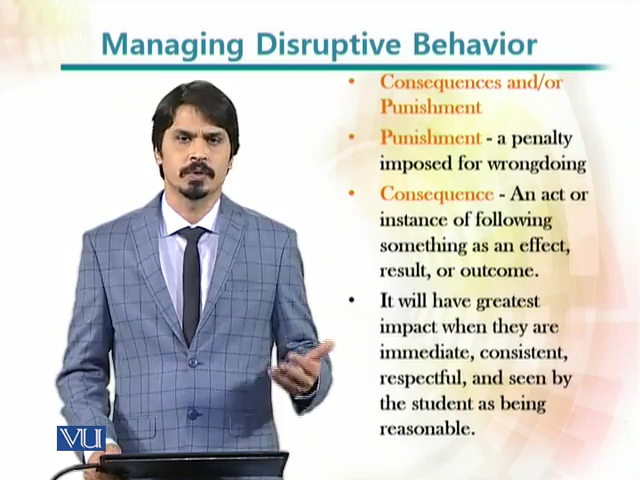 Managing Disruptive Behavior
• Consequences and/or
Punishment
• Punishment - a penalty
imposed for wrongdoing
• Consequence - An act or
instance of following
something as an effect,
result, or outcome.
• It will have greatest
impact when they are
immediate, consistent,
respectful, and seen by
the student as being
reasonable.
VU